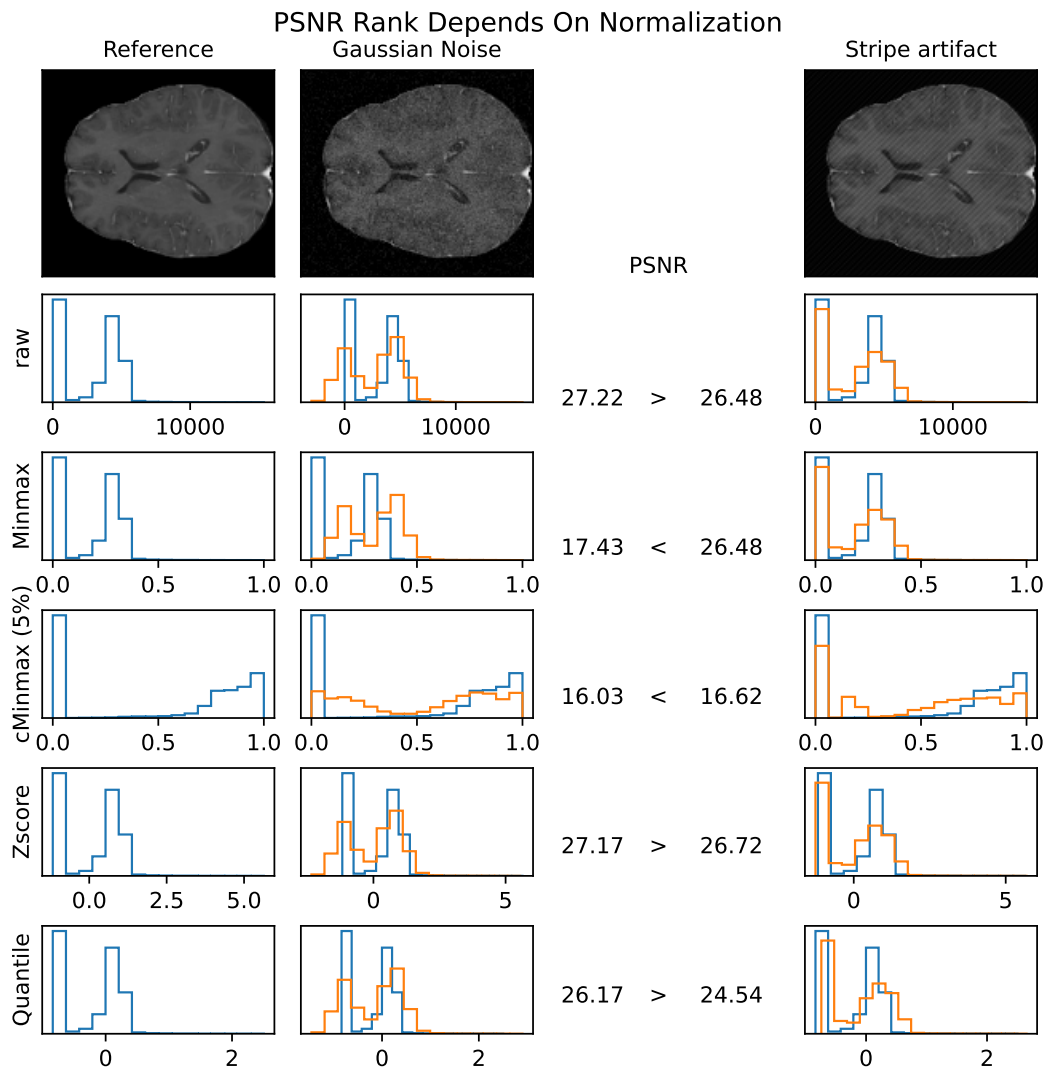 PSNR Rank Depends On Normalization
Reference Gaussian Noise Stripe artifact
PSNR
raw
27.22 > 26.48
0 10000 0 10000 0 10000
Minmax
17.43 < 26.48
0.0 0.5 1.0 0.0 0.5 1.0 0.0 0.5 1.0
cMinmax (5%)
16.03 < 16.62
0.0 0.5 1.0 0.0 0.5 1.0 0.0 0.5 1.0
Zscore
27.17 > 26.72
0.0 2.5 5.0 0 5 0 5
Quantile
26.17 > 24.54
0 2 0 2 0 2